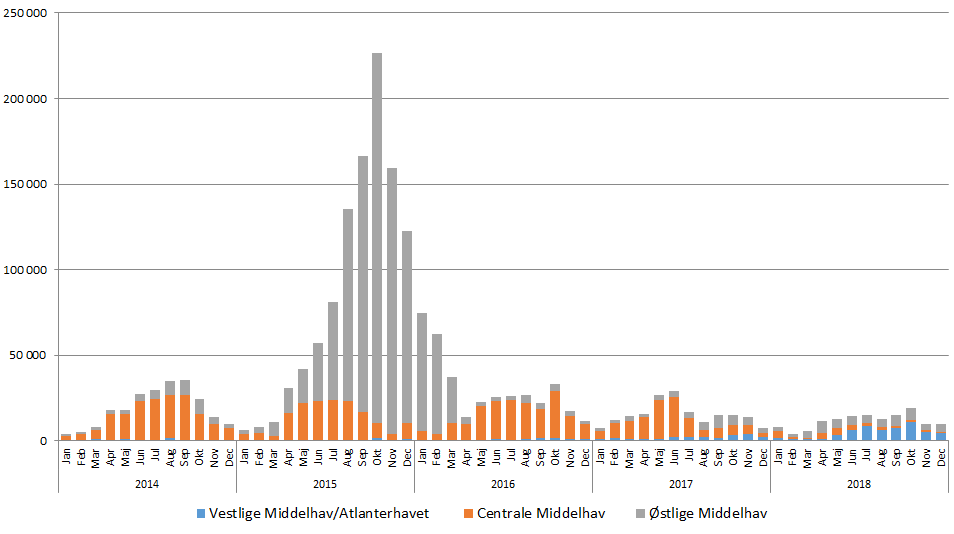 250 000
200 000
150 000
100 000
50 000
0
Jan Feb Mar Apr Maj Jun Jul Aug Sep Okt Nov Dec Jan Feb Mar Apr Maj Jun Jul Aug Sep Okt Nov Dec Jan Feb Mar Apr Maj Jun Jul Aug Sep Okt Nov Dec Jan Feb Mar Apr Maj Jun Jul Aug Sep Okt Nov Dec Jan Feb Mar Apr Maj Jun Jul Aug Sep Okt Nov Dec
2014 2015 2016 2017 2018
Vestlige Middelhav/Atlanterhavet Centrale Middelhav Østlige Middelhav